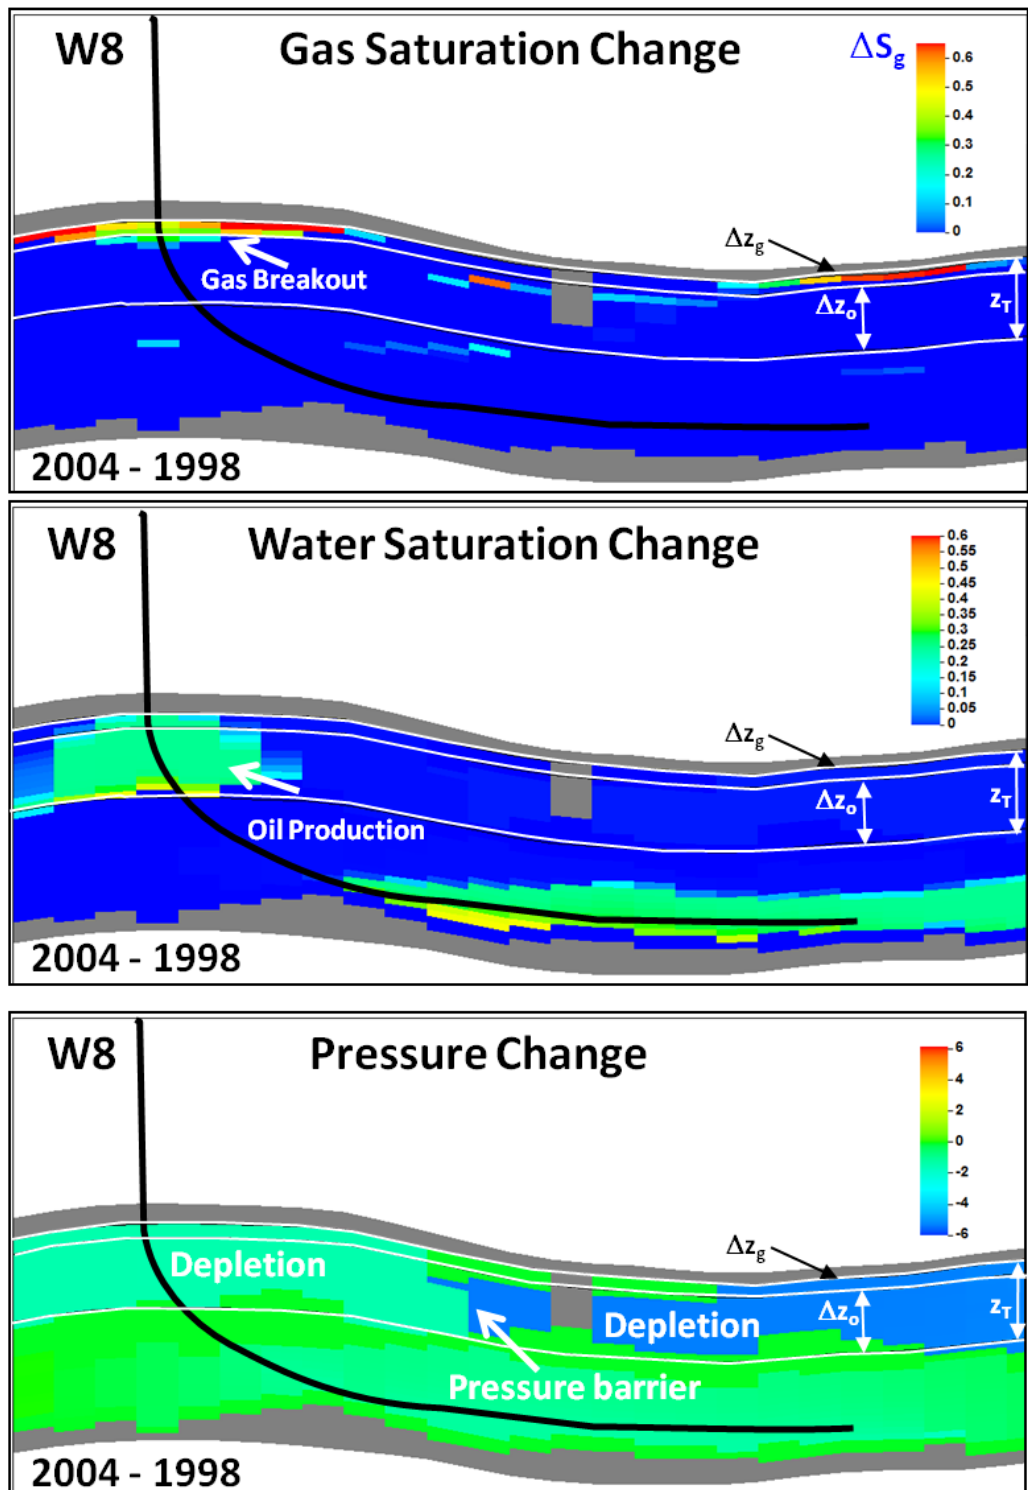 W8 Gas Saturation Change ΔSg
0.6
0.5
0.4
0.3
0.2
0.1
0
Δzg
Gas Breakout
Δzo
zT
2004 - 1998
W8 Water Saturation Change
0.6
0.55
0.5
0.45
0.4
0.35
0.3
0.25
0.2
0.15
0.1
0.05
0
Δzg
Δzo
zT
Oil Production
2004 - 1998
W8 Pressure Change
6
4
2
0
-2
-4
-6
Δzg
Depletion
Δzo
zT
Depletion
Pressure barrier
2004 - 1998